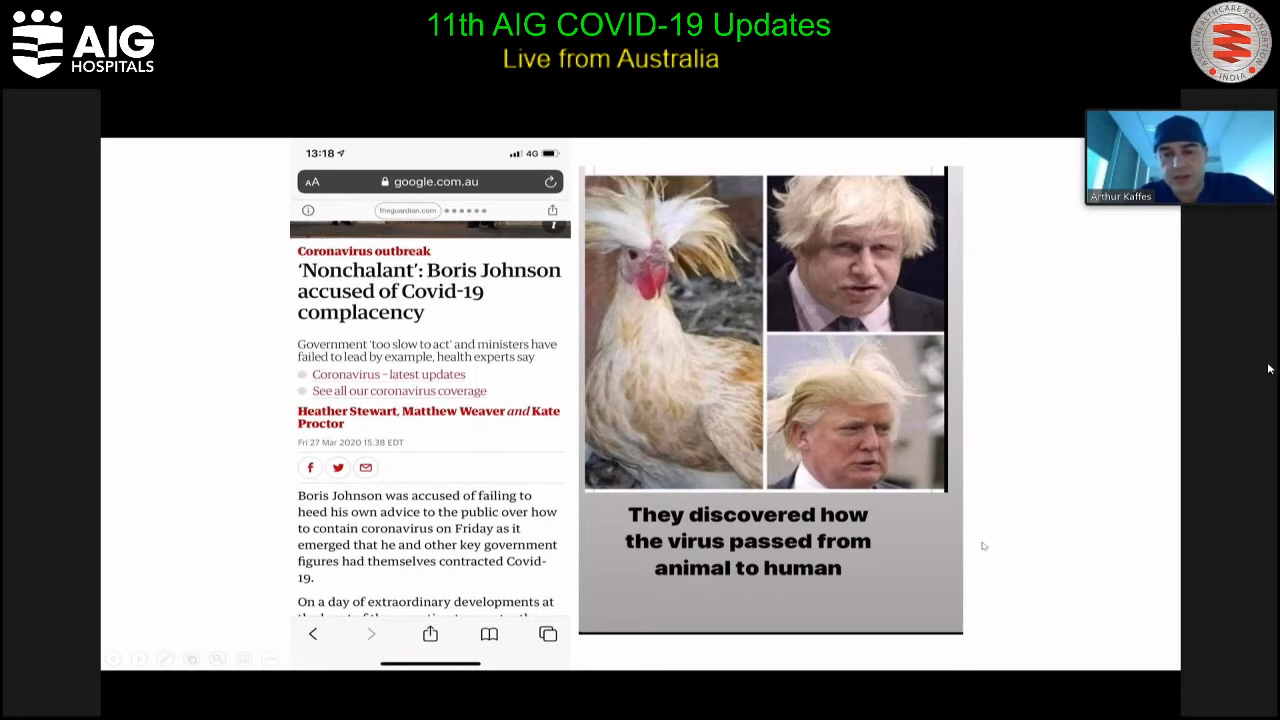 11th AIG COVID-19 Updates
Live from Australia
AIG
HOSPITALS
ASIAN HEALTHCARE FOUNDATION
INDIA
Arthur Kaffes
13:18
4G
AA
google.com.au
theguardian.com
Coronavirus outbreak
‘Nonchalant’: Boris Johnson
accused of Covid-19
complacency
Government ‘too slow to act’ and ministers have
failed to lead by example, health experts say
Coronavirus – latest updates
See all our coronavirus coverage
Heather Stewart, Matthew Weaver and Kate
Proctor
Fri 27 Mar 2020 15.38 EDT
Boris Johnson was accused of failing to
heed his own advice to the public over how
to contain coronavirus on Friday as it
emerged that he and other key government
figures had themselves contracted Covid-
19.
On a day of extraordinary developments at
They discovered how
the virus passed from
animal to human